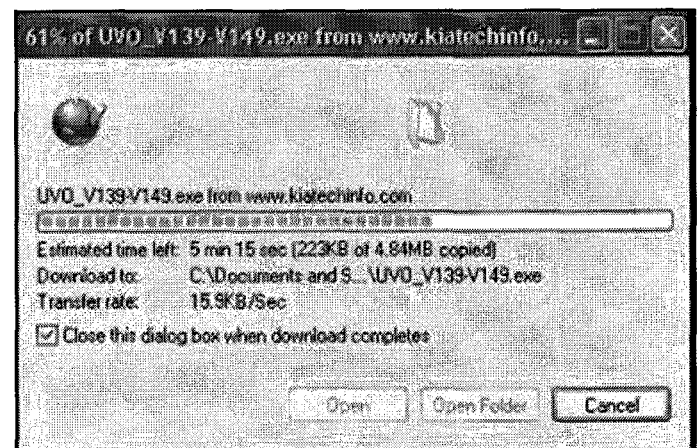 61% of UVO_V139-V149.exe from www.kiatechinfo....
UVO_V139-V149.exe from www.kiatechinfo.com
Estimated time left: 5 min 15 sec (223KB of 4.84MB copied)
Download to: C:\Documents and S...\UVO_V139-V149.exe
Transfer rate: 15.9KB/Sec
Close this dialog box when download completes
Open Open Folder Cancel